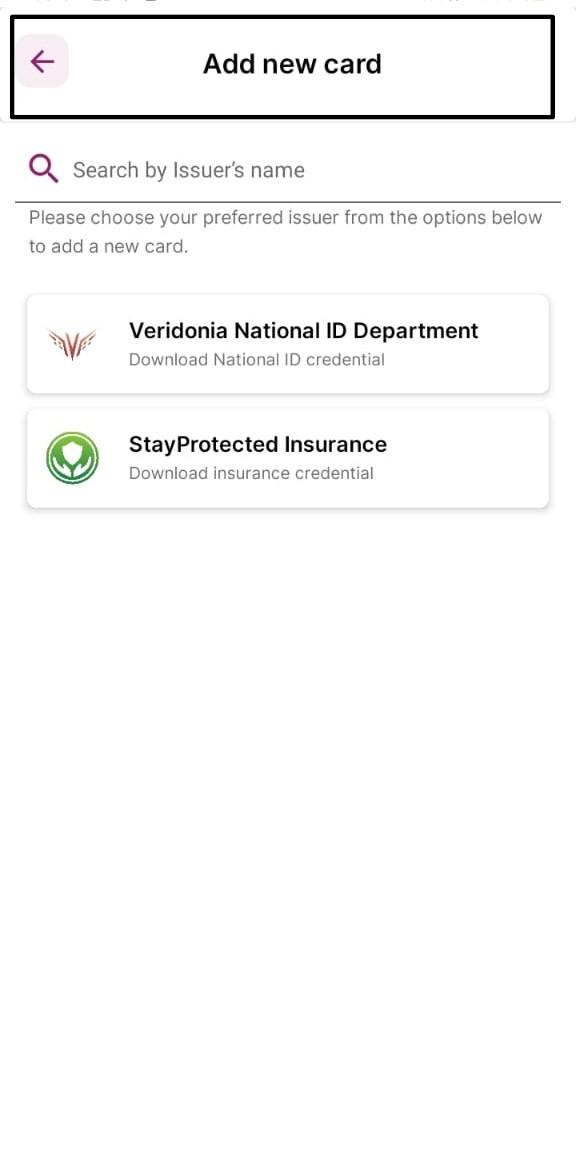 Add new card
Search by Issuer’s name
Please choose your preferred issuer from the options below
to add a new card.
Veridonia National ID Department
Download National ID credential
StayProtected Insurance
Download insurance credential